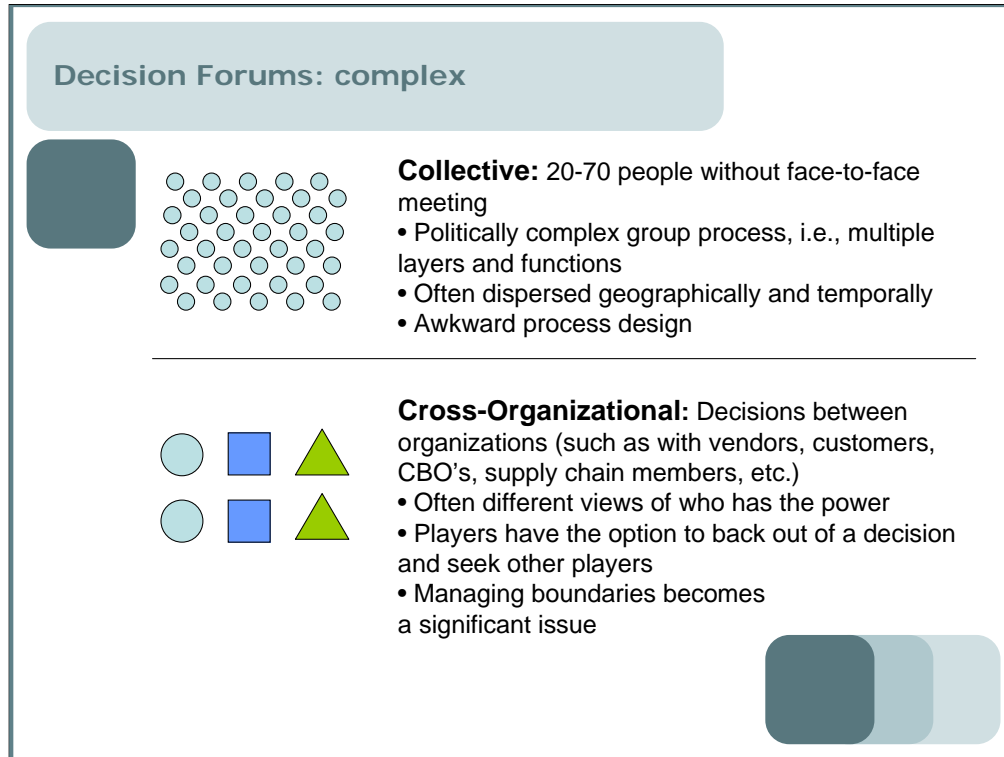 Decision Forums: complex
Collective: 20-70 people without face-to-face
meeting
• Politically complex group process, i.e., multiple
layers and functions
• Often dispersed geographically and temporally
• Awkward process design
Cross-Organizational: Decisions between
organizations (such as with vendors, customers,
CBO's, supply chain members, etc.)
• Often different views of who has the power
• Players have the option to back out of a decision
and seek other players
• Managing boundaries becomes
a significant issue